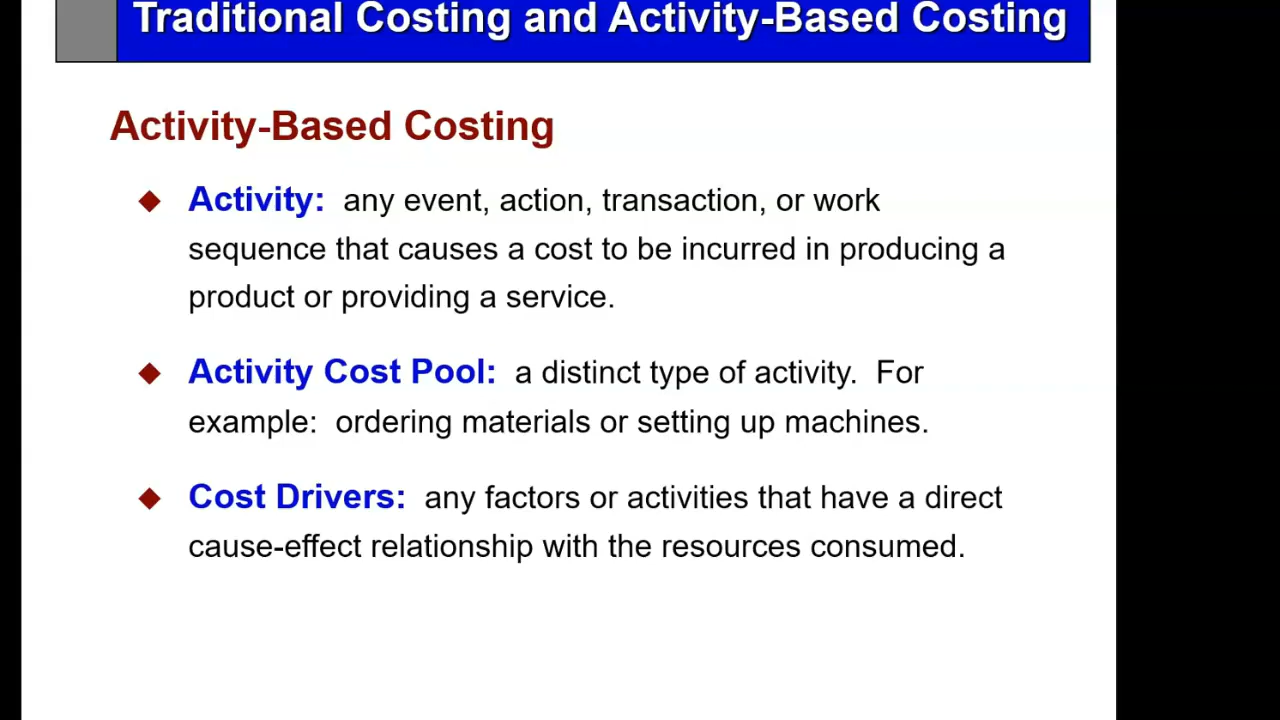 Traditional Costing and Activity-Based Costing
Activity-Based Costing
Activity: any event, action, transaction, or work
sequence that causes a cost to be incurred in producing a
product or providing a service.
Activity Cost Pool: a distinct type of activity. For
example: ordering materials or setting up machines.
Cost Drivers: any factors or activities that have a direct
cause-effect relationship with the resources consumed.